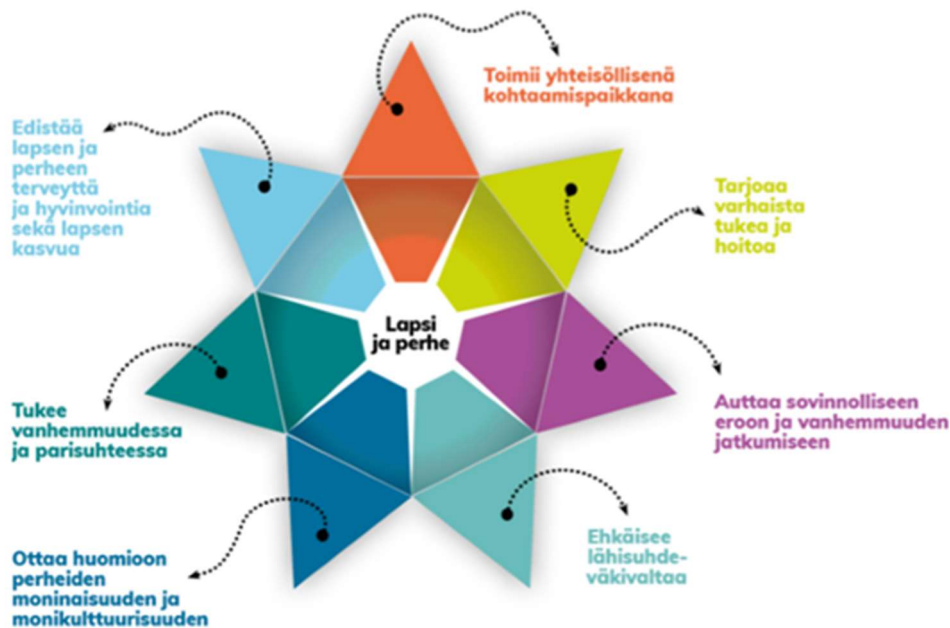 Toimii yhteisöllisenä
kohtaamispaikkana
Edistää
lapsen ja
perheen
terveyttä
ja hyvinvointia
sekä lapsen
kasvua
Tarjoaa
varhaista
tukea ja
hoitoa
Lapsi
ja perhe
Tukee
vanhemmuudessa
ja parisuhteessa
Auttaa sovinnolliseen
eroon ja vanhemmuuden
jatkumiseen
Ottaa huomioon
perheiden
moninaisuuden ja
monikulttuurisuuden
Ehkäisee
lähisuhde-
väkivaltaa